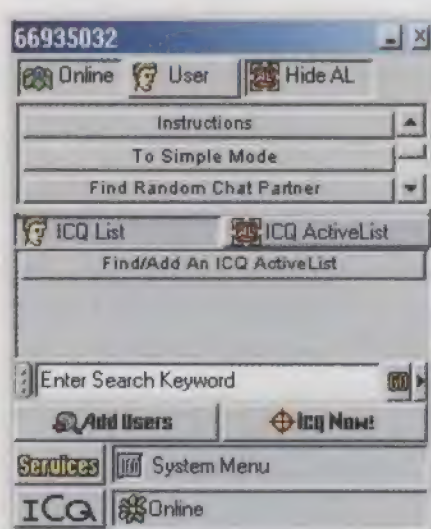 66935032
Online User Hide AL
Instructions
To Simple Mode
Find Random Chat Partner
ICQ List ICQ ActiveList
Find/Add An ICQ ActiveList
Enter Search Keyword GO
Add Users Icq Now!
Services System Menu
ICQ Online